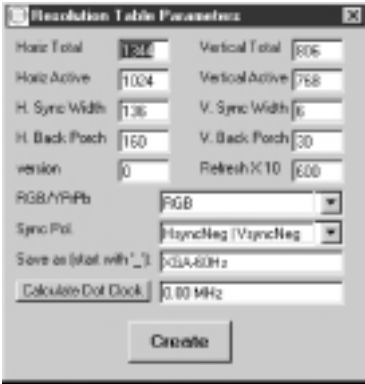 Resolution Table Parameters
Horiz Total 1344 Vertical Total 806
Horiz Active 1024 Vertical Active 768
H. Sync Width 136 V. Sync Width 6
H. Back Porch 160 V. Back Porch 30
version 0 Refresh X 10 600
RGB/YPrPb RGB
Sync Pol. HsyncNeg |VsyncNeg
Save as (start with '_'): XGA-60Hz
Calculate Dot Clock 0.00 MHz
Create